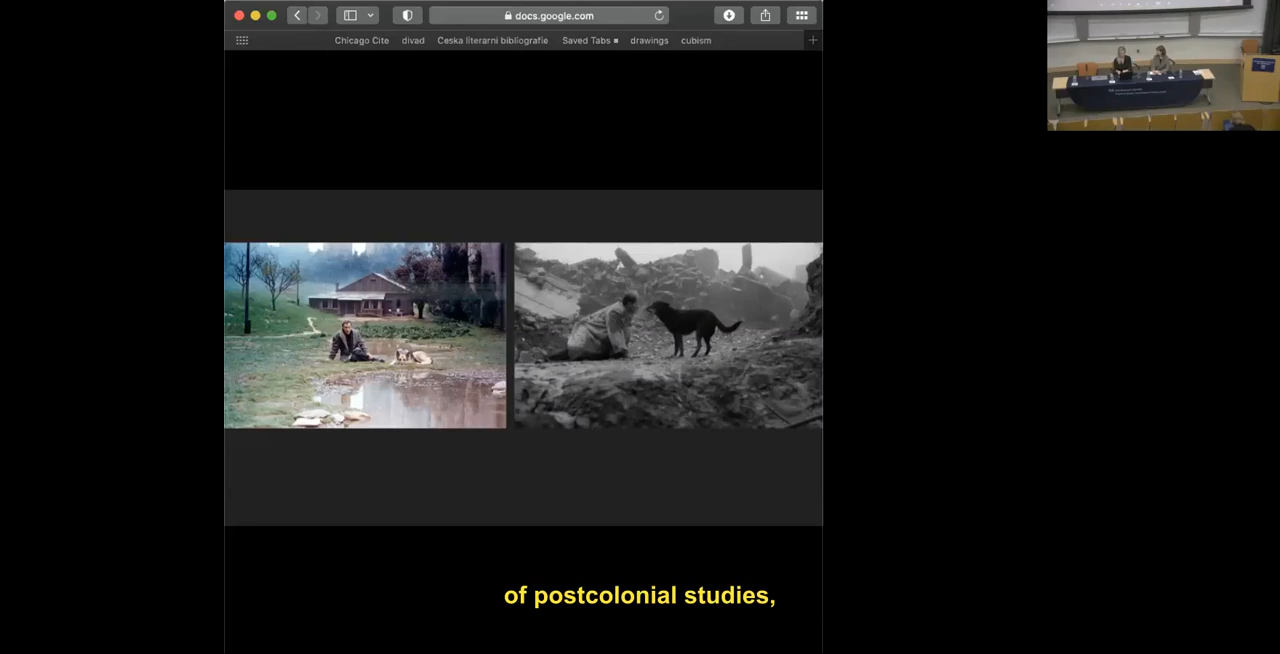 docs.google.com
Chicago Cite divad Ceska literarni bibliografie Saved Tabs drawings cubism
of postcolonial studies,